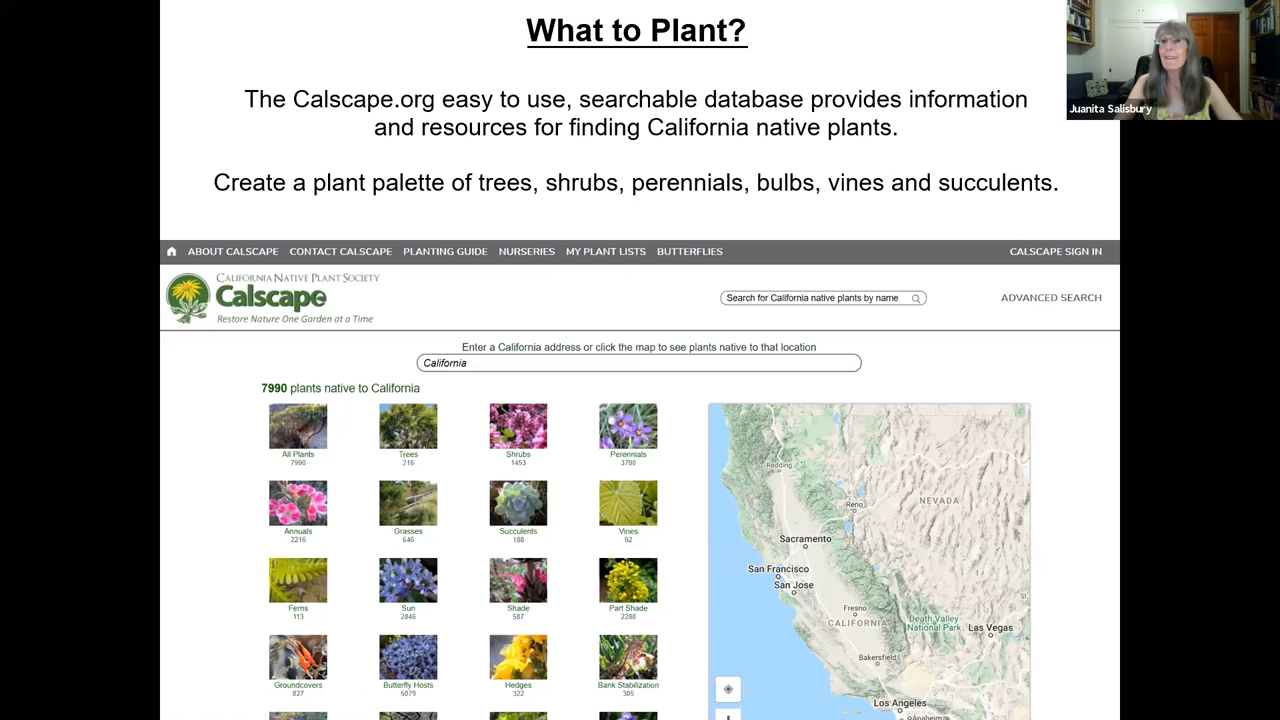 What to Plant?
The Calscape.org easy to use, searchable database provides information
and resources for finding California native plants.
Create a plant palette of trees, shrubs, perennials, bulbs, vines and succulents.
Juanita Salisbury
ABOUT CALSCAPE CONTACT CALSCAPE PLANTING GUIDE NURSERIES MY PLANT LISTS BUTTERFLIES CALSCAPE SIGN IN
CALIFORNIA NATIVE PLANT SOCIETY
Calscape
Restore Nature One Garden at a Time
Search for California native plants by name
ADVANCED SEARCH
Enter a California address or click the map to see plants native to that location
California
7990 plants native to California
All Plants Trees Shrubs Perennials
7990 216 1453 3700
Annuals Grasses Succulents Vines
2216 646 188 92
Ferns Sun Shade Part Shade
113 2846 587 2280
Groundcovers Butterfly Hosts Hedges Bank Stabilization
827 6079 322 305
Redding
Reno
NEVADA
Sacramento
San Francisco
San Jose
St
Fresno
CALIFORNIA
Death Valley
National Park
Las Vegas
Bakersfield
Los Angeles
Anaheim